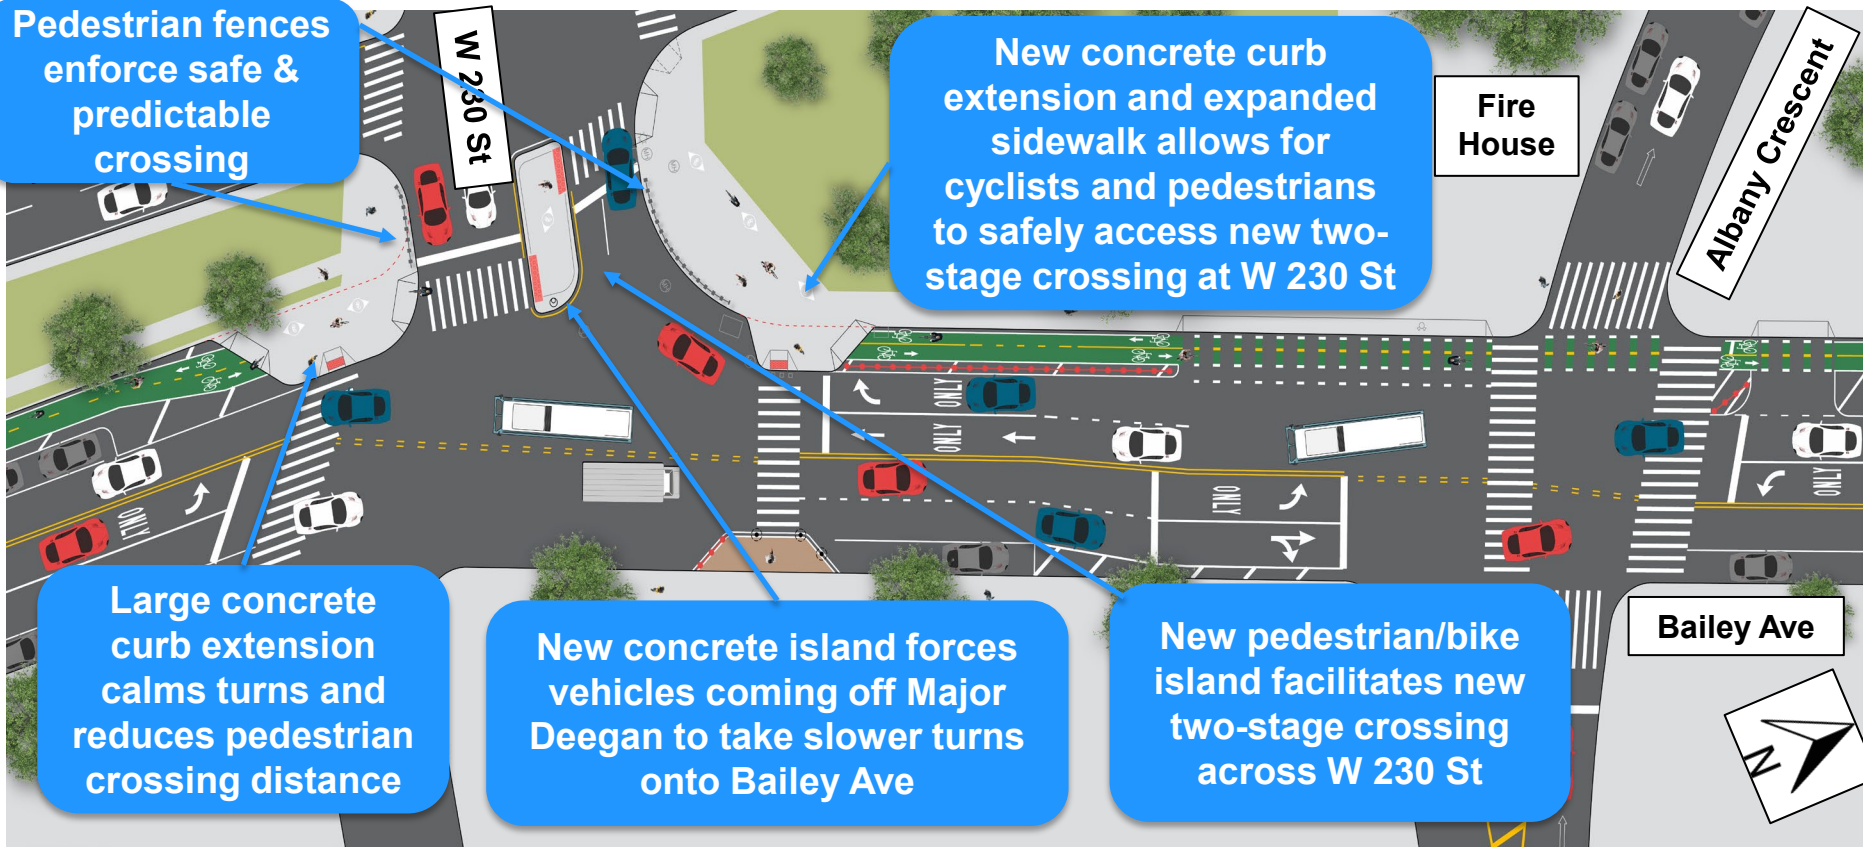 Pedestrian fences
enforce safe &
predictable
crossing
W 230 St
New concrete curb
extension and expanded
sidewalk allows for
cyclists and pedestrians
to safely access new two-
stage crossing at W 230 St
Fire
House
Albany Crescent
ONLY
ONLY
ONLY
ONLY
ONLY
Large concrete
curb extension
calms turns and
reduces pedestrian
crossing distance
New concrete island forces
vehicles coming off Major
Deegan to take slower turns
onto Bailey Ave
New pedestrian/bike
island facilitates new
two-stage crossing
across W 230 St
Bailey Ave
N